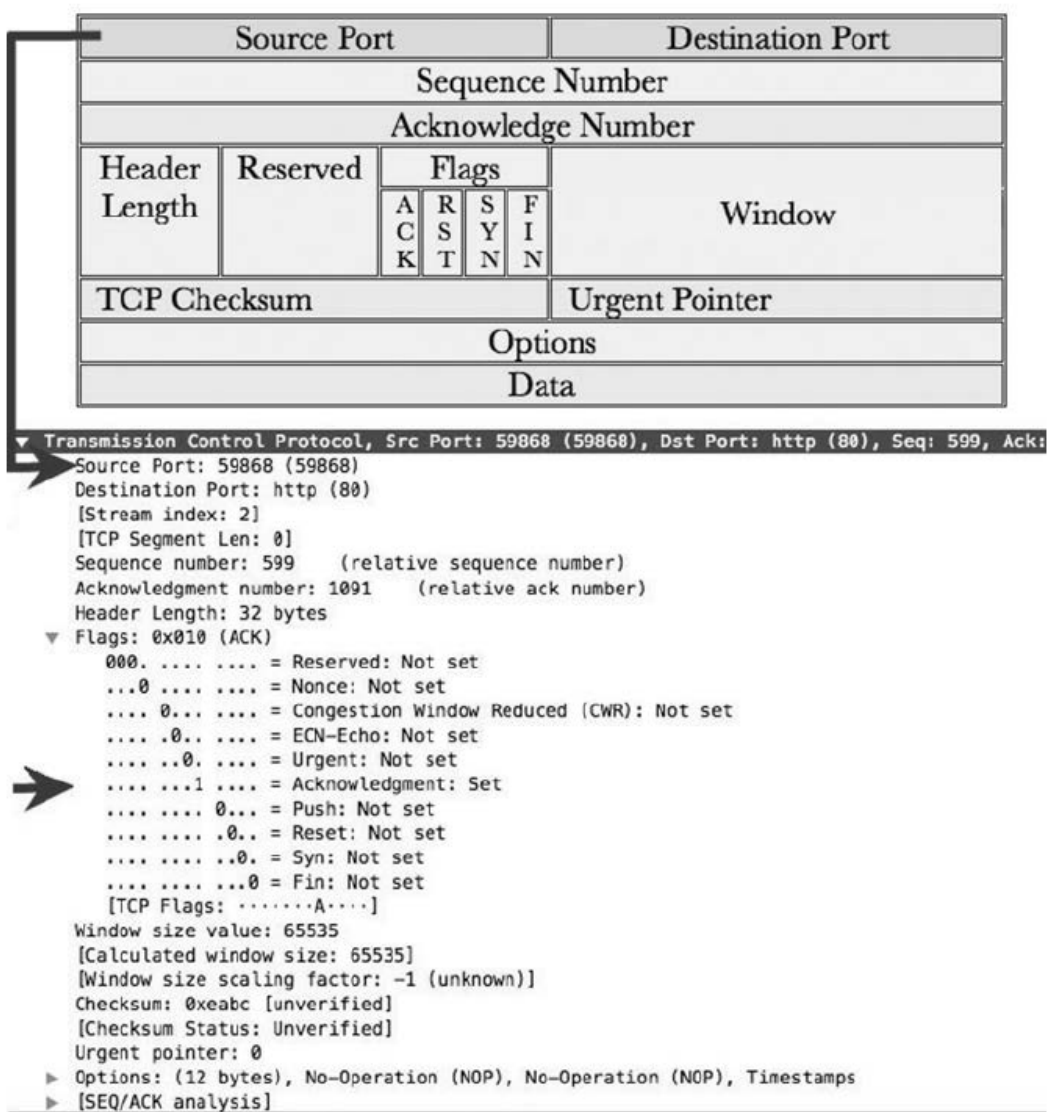 Source Port Destination Port
Sequence Number
Acknowledge Number
Header Length Reserved Flags Window
ACK RST SYN FIN
TCP Checksum Urgent Pointer
Options
Data
▼ Transmission Control Protocol, Src Port: 59868 (59868), Dst Port: http (80), Seq: 599, Ack:
Source Port: 59868 (59868)
Destination Port: http (80)
[Stream index: 2]
[TCP Segment Len: 0]
Sequence number: 599 (relative sequence number)
Acknowledgment number: 1091 (relative ack number)
Header Length: 32 bytes
▼ Flags: 0x010 (ACK)
000. .... .... = Reserved: Not set
...0 .... .... = Nonce: Not set
.... 0... .... = Congestion Window Reduced (CWR): Not set
.... .0.. .... = ECN-Echo: Not set
.... ..0. .... = Urgent: Not set
.... ...1 .... = Acknowledgment: Set
.... .... 0... = Push: Not set
.... .... .0.. = Reset: Not set
.... .... ..0. = Syn: Not set
.... .... ...0 = Fin: Not set
[TCP Flags: ·······A····]
Window size value: 65535
[Calculated window size: 65535]
[Window size scaling factor: -1 (unknown)]
Checksum: 0xeabc [unverified]
[Checksum Status: Unverified]
Urgent pointer: 0
▶ Options: (12 bytes), No-Operation (NOP), No-Operation (NOP), Timestamps
▶ [SEQ/ACK analysis]